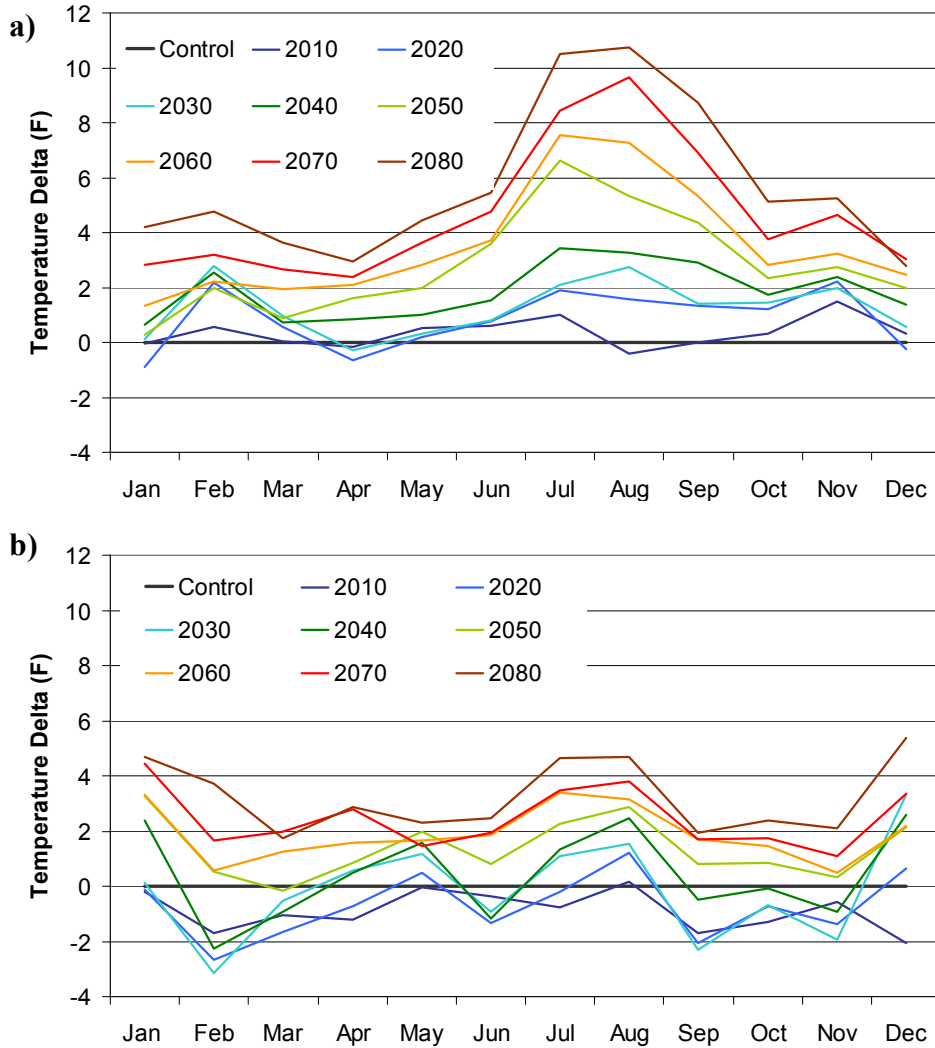 a)
Temperature Delta (F)
12
10
8
6
4
2
0
-2
-4
Control 2010 2020
2030 2040 2050
2060 2070 2080
Jan Feb Mar Apr May Jun Jul Aug Sep Oct Nov Dec
b)
Temperature Delta (F)
12
10
8
6
4
2
0
-2
-4
Control 2010 2020
2030 2040 2050
2060 2070 2080
Jan Feb Mar Apr May Jun Jul Aug Sep Oct Nov Dec